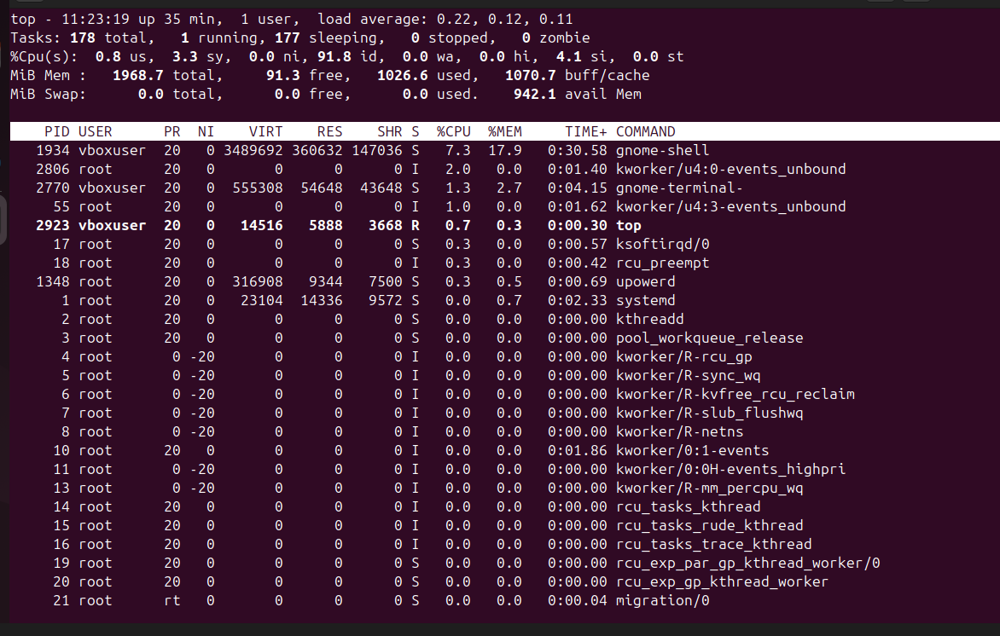 top - 11:23:19 up 35 min,  1 user,  load average: 0.22, 0.12, 0.11
Tasks: 178 total,   1 running, 177 sleeping,   0 stopped,   0 zombie
%Cpu(s):  0.8 us,  3.3 sy,  0.0 ni, 91.8 id,  0.0 wa,  0.0 hi,  4.1 si,  0.0 st
MiB Mem :   1968.7 total,     91.3 free,   1026.6 used,   1070.7 buff/cache
MiB Swap:      0.0 total,      0.0 free,      0.0 used.    942.1 avail Mem
    PID USER      PR  NI    VIRT    RES    SHR S  %CPU  %MEM     TIME+ COMMAND
   1934 vboxuser  20   0 3489692 360632 147036 S   7.3  17.9   0:30.58 gnome-shell
   2806 root      20   0       0      0      0 I   2.0   0.0   0:01.40 kworker/u4:0-events_unbound
   2770 vboxuser  20   0  555308  54648  43648 S   1.3   2.7   0:04.15 gnome-terminal-
     55 root      20   0       0      0      0 I   1.0   0.0   0:01.62 kworker/u4:3-events_unbound
   2923 vboxuser  20   0   14516   5888   3668 R   0.7   0.3   0:00.30 top
     17 root      20   0       0      0      0 S   0.3   0.0   0:00.57 ksoftirqd/0
     18 root      20   0       0      0      0 I   0.3   0.0   0:00.42 rcu_preempt
   1348 root      20   0  316908   9344   7500 S   0.3   0.5   0:00.69 upowerd
      1 root      20   0   23104  14336   9572 S   0.0   0.7   0:02.33 systemd
      2 root      20   0       0      0      0 S   0.0   0.0   0:00.00 kthreadd
      3 root      20   0       0      0      0 S   0.0   0.0   0:00.00 pool_workqueue_release
      4 root       0 -20       0      0      0 I   0.0   0.0   0:00.00 kworker/R-rcu_gp
      5 root       0 -20       0      0      0 I   0.0   0.0   0:00.00 kworker/R-sync_wq
      6 root       0 -20       0      0      0 I   0.0   0.0   0:00.00 kworker/R-kvfree_rcu_reclaim
      7 root       0 -20       0      0      0 I   0.0   0.0   0:00.00 kworker/R-slub_flushwq
      8 root       0 -20       0      0      0 I   0.0   0.0   0:00.00 kworker/R-netns
     10 root      20   0       0      0      0 I   0.0   0.0   0:01.86 kworker/0:1-events
     11 root       0 -20       0      0      0 I   0.0   0.0   0:00.00 kworker/0:0H-events_highpri
     13 root       0 -20       0      0      0 I   0.0   0.0   0:00.00 kworker/R-mm_percpu_wq
     14 root      20   0       0      0      0 I   0.0   0.0   0:00.00 rcu_tasks_kthread
     15 root      20   0       0      0      0 I   0.0   0.0   0:00.00 rcu_tasks_rude_kthread
     16 root      20   0       0      0      0 I   0.0   0.0   0:00.00 rcu_tasks_trace_kthread
     19 root      20   0       0      0      0 S   0.0   0.0   0:00.00 rcu_exp_par_gp_kthread_worker/0
     20 root      20   0       0      0      0 S   0.0   0.0   0:00.00 rcu_exp_gp_kthread_worker
     21 root      rt   0       0      0      0 S   0.0   0.0   0:00.04 migration/0